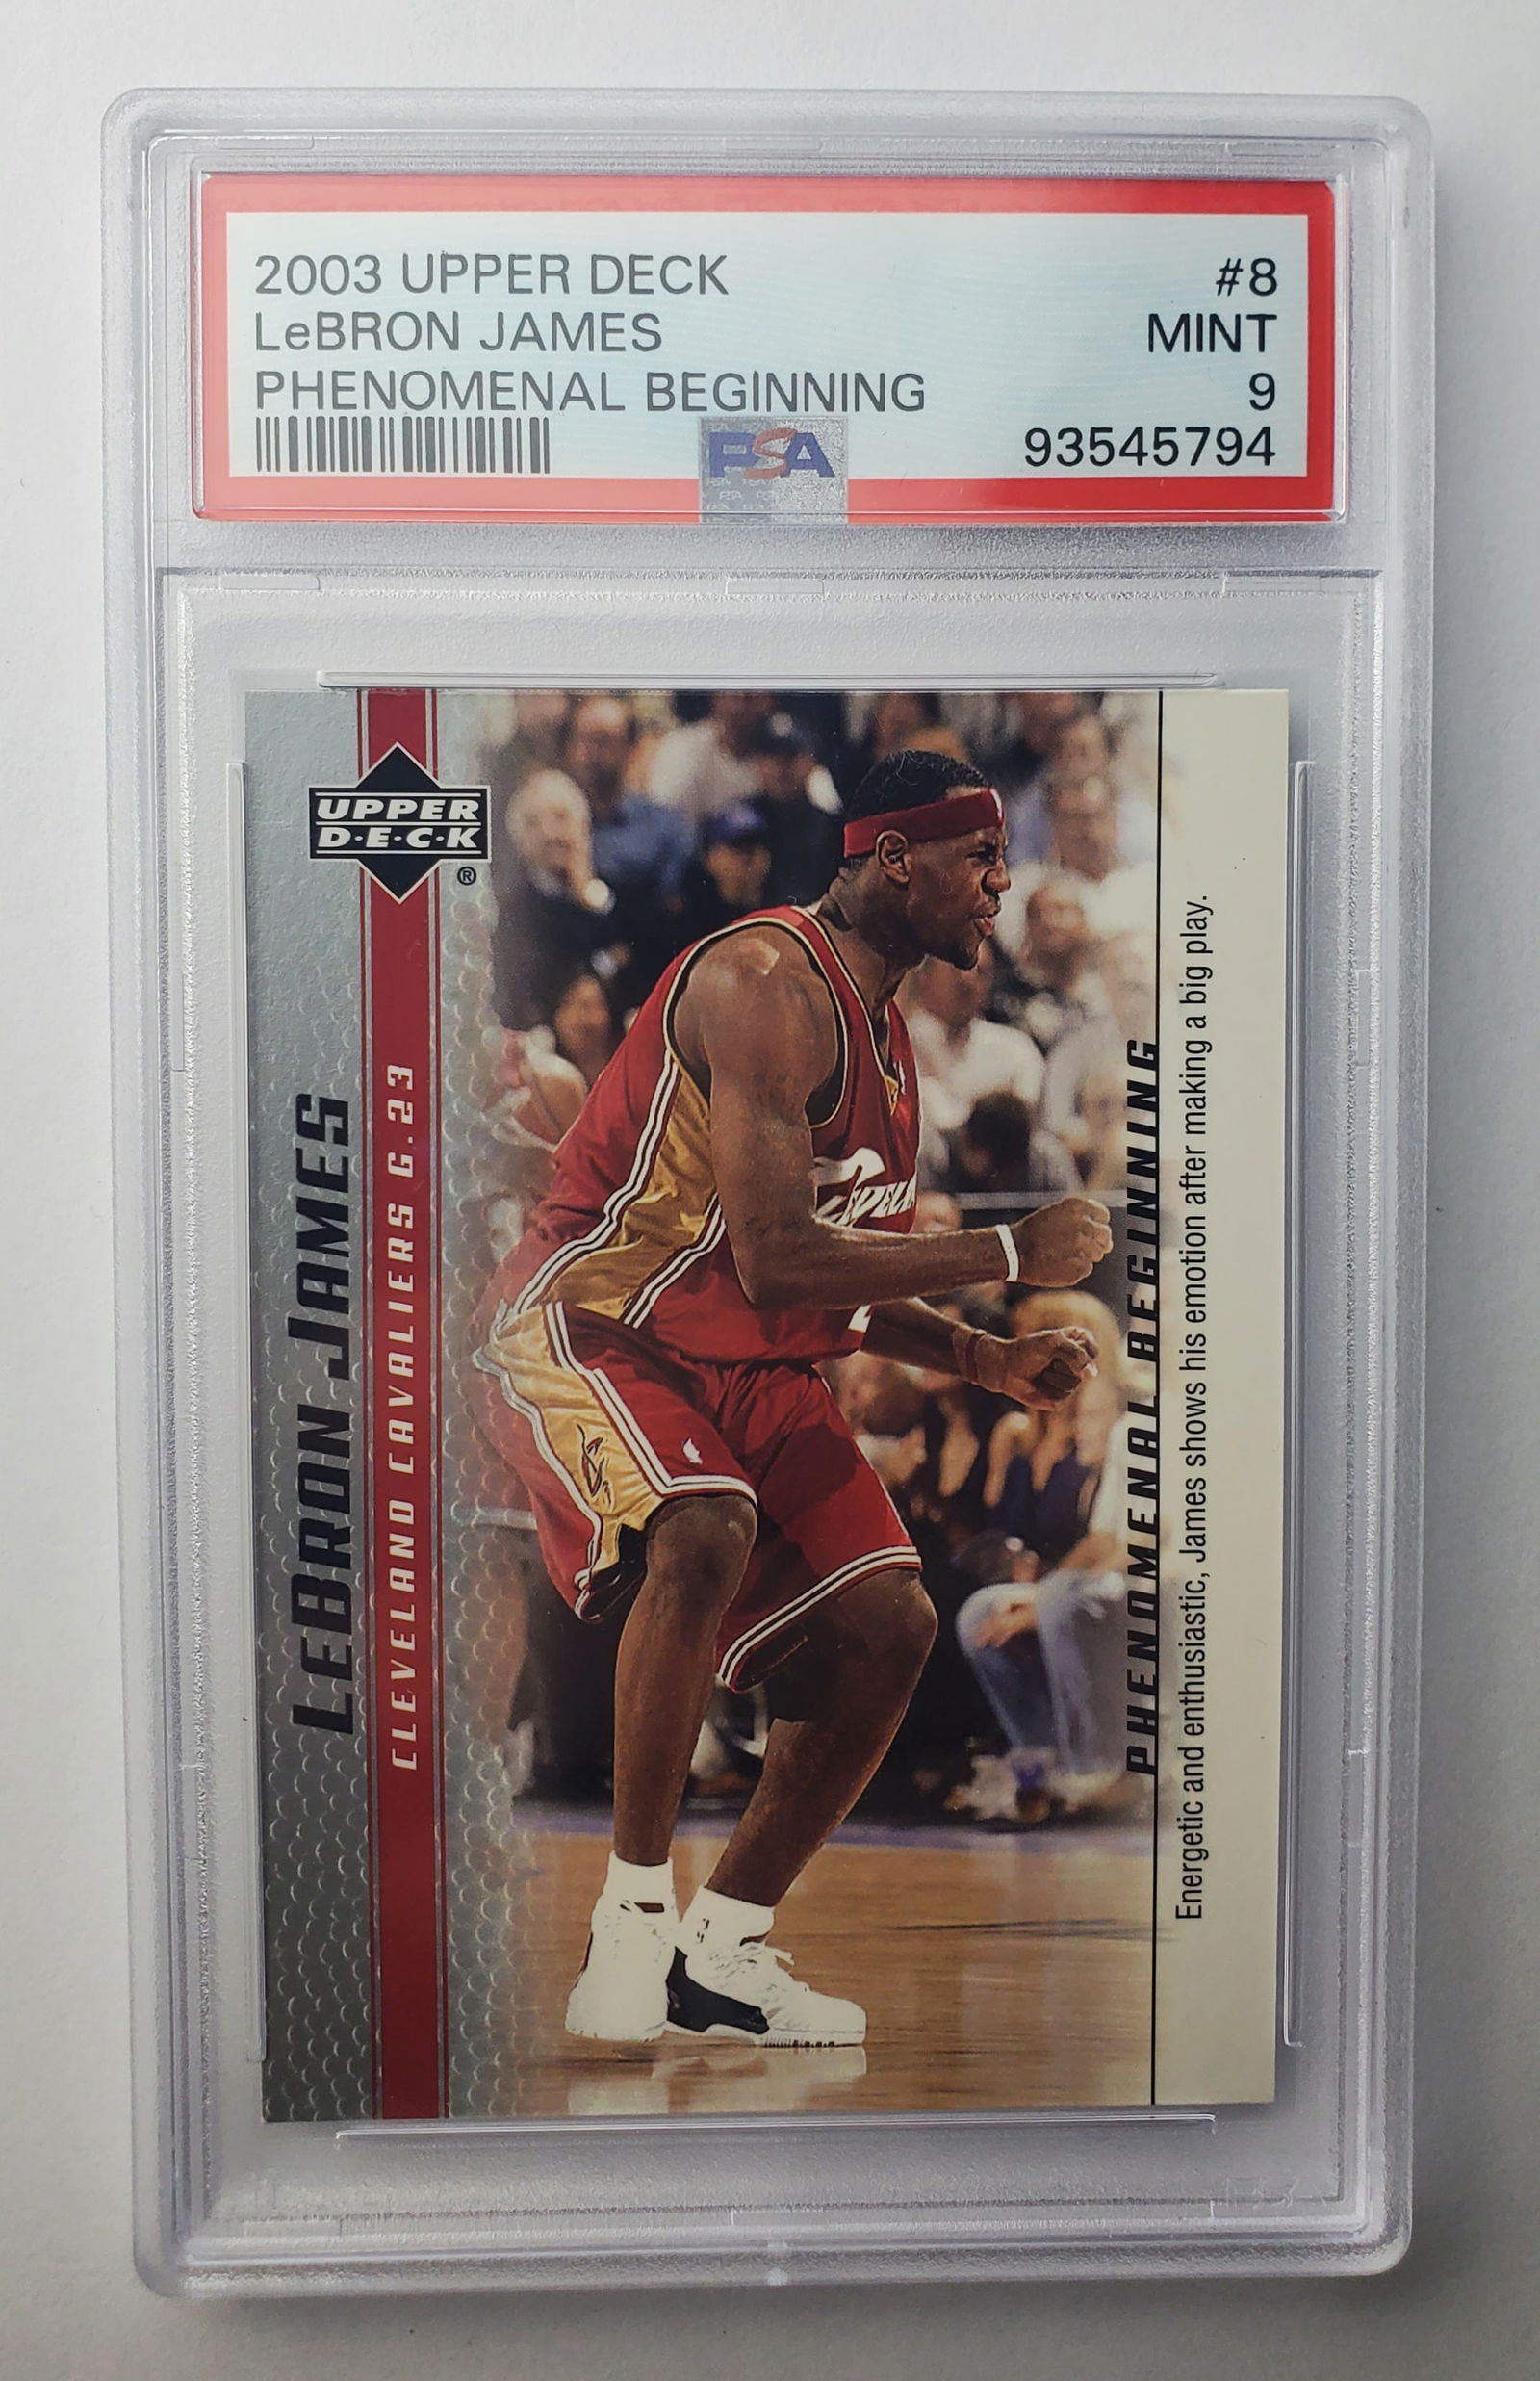 2003 UPPER DECK
#8
LeBRON JAMES
MINT
PHENOMENAL BEGINNING
9
PSA
93545794
UPPER
D·E·C·K
®
LEBRON JAMES
CLEVELAND CAVALIERS G.23
PHENOMENAL BEGINNING
Energetic and enthusiastic, James shows his emotion after making a big play.